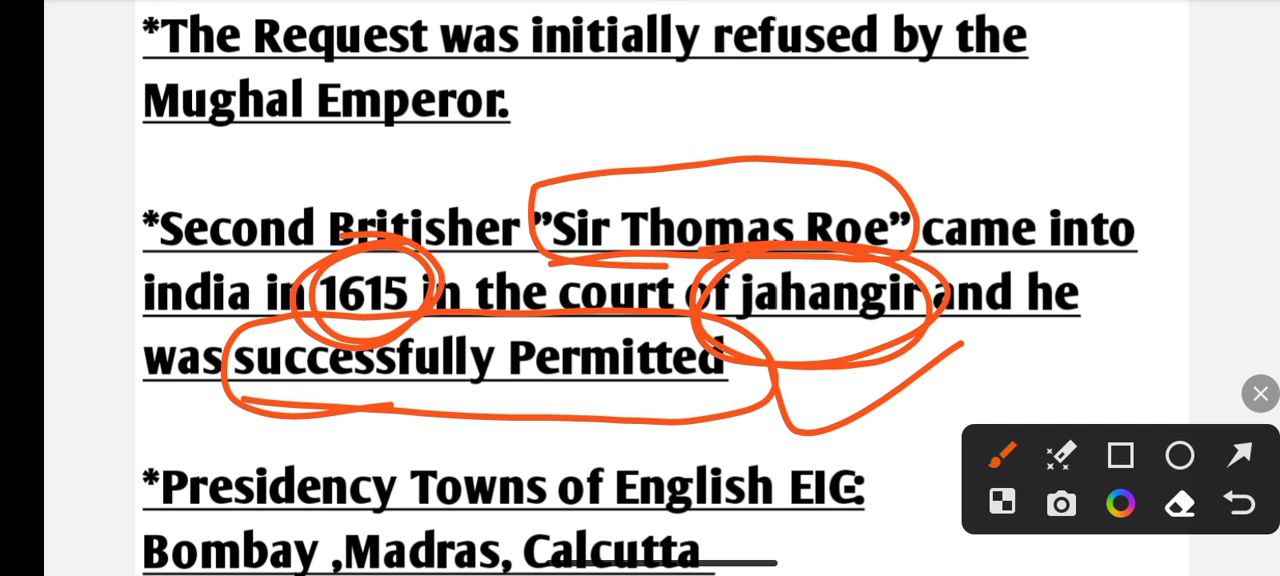 *The Request was initially refused by the
Mughal Emperor.
*Second Britisher ”Sir Thomas Roe” came into
india in 1615 in the court of jahangir and he
was successfully Permitted
*Presidency Towns of English EIC:
Bombay ,Madras, Calcutta